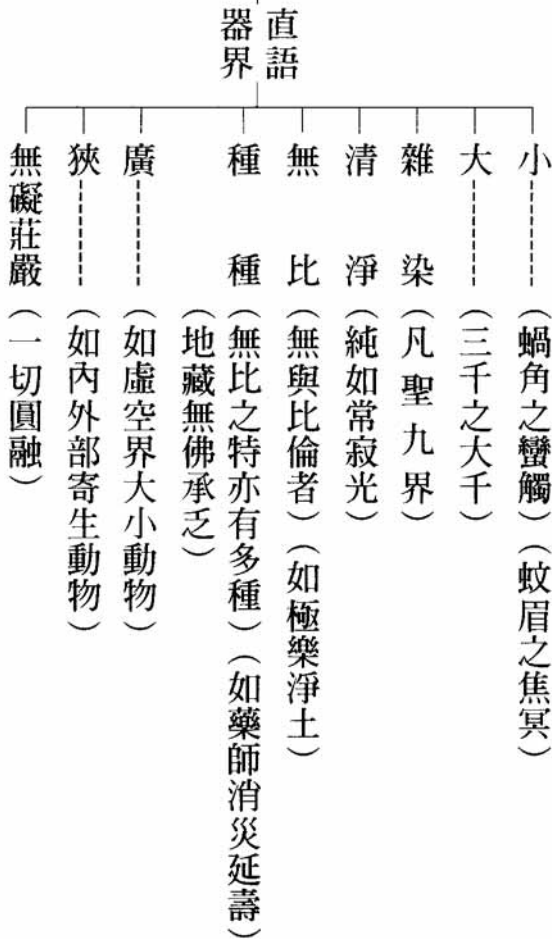 直語
器界
小（蝸角之蠻觸）（蚊眉之焦冥）
大（三千之大千）
雜染（凡聖九界）
清淨（純如常寂光）
無比（無與比倫者）（如極樂淨土）
種種（無比之特亦有多種）（如藥師消災延壽）
（地藏無佛承乏）
廣（如虛空界大小動物）
狹（如內外部寄生動物）
無礙莊嚴（一切圓融）